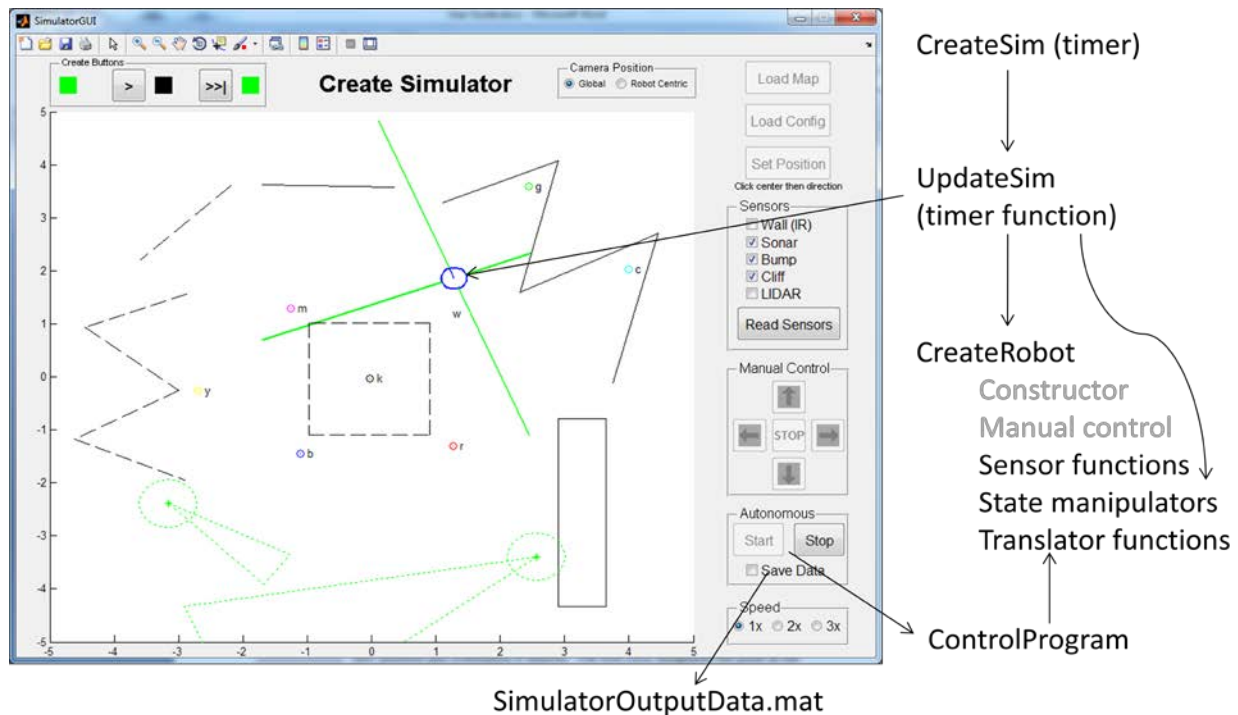 SimulatorGUI
Create Buttons
>
>>|
Create Simulator
Camera Position
Global
Robot Centric
Load Map
Load Config
Set Position
Click center then direction
Sensors
Wall (IR)
Sonar
Bump
Cliff
LIDAR
Read Sensors
Manual Control
STOP
Autonomous
Start
Stop
Save Data
Speed
1x
2x
3x
5
4
3
2
1
0
-1
-2
-3
-4
-5
-5 -4 -3 -2 -1 0 1 2 3 4 5
g
c
m
w
k
y
b
r
CreateSim (timer)
UpdateSim
(timer function)
CreateRobot
Constructor
Manual control
Sensor functions
State manipulators
Translator functions
ControlProgram
SimulatorOutputData.mat